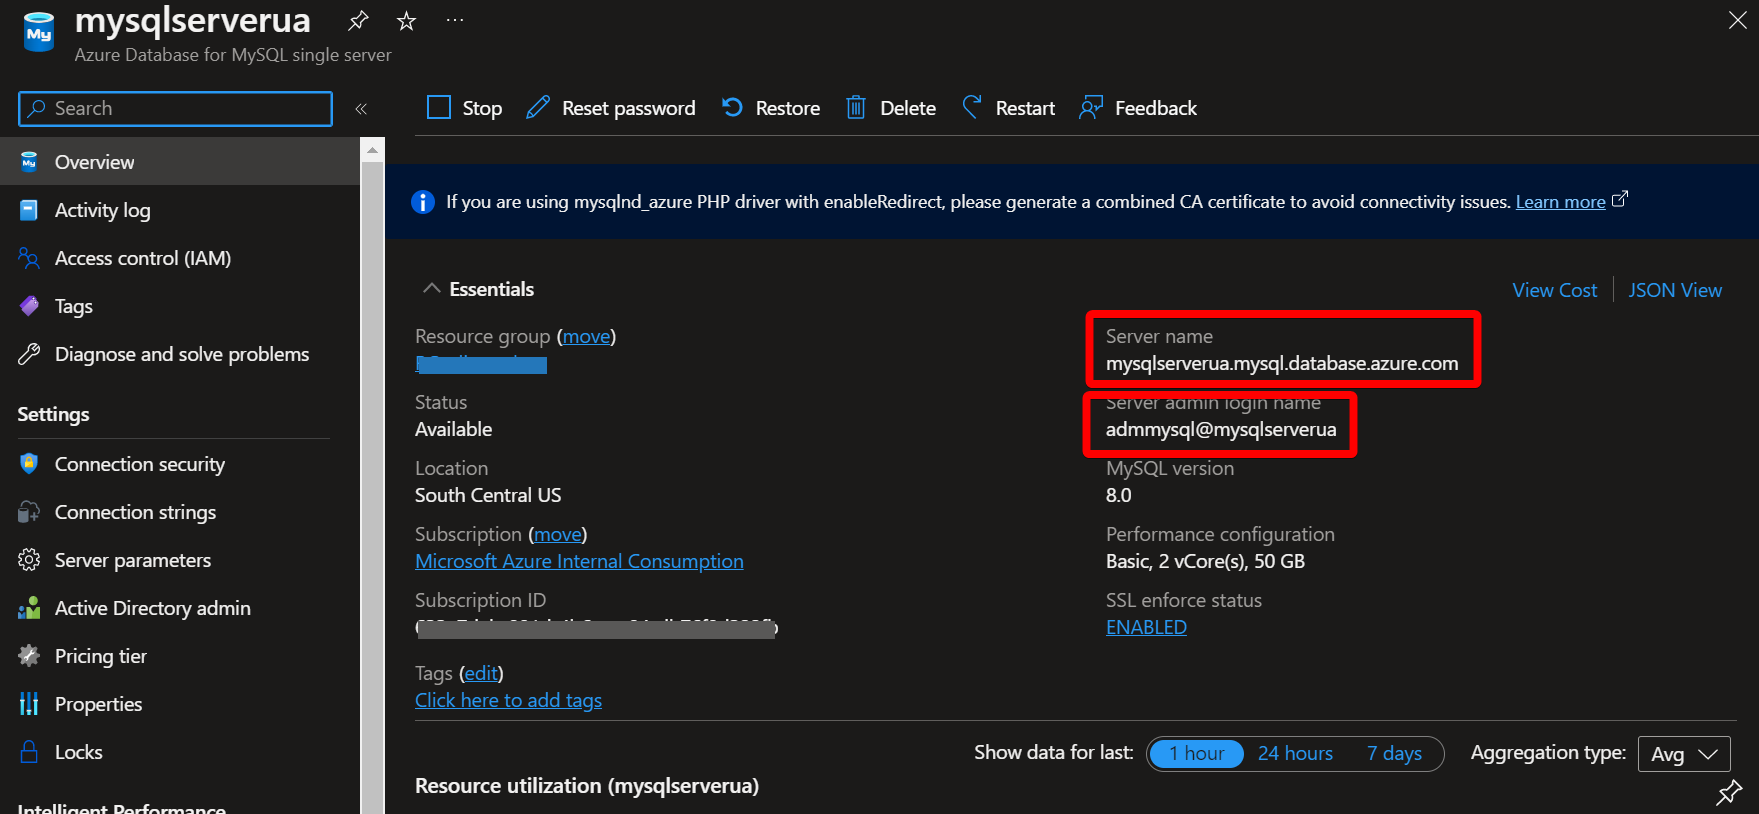 mysqlserverua
Azure Database for MySQL single server
Search
«
Stop
Reset password
Restore
Delete
Restart
Feedback
Overview
Activity log
Access control (IAM)
Tags
Diagnose and solve problems
Settings
Connection security
Connection strings
Server parameters
Active Directory admin
Pricing tier
Properties
Locks
Intelligent Performance
If you are using mysqlnd_azure PHP driver with enableRedirect, please generate a combined CA certificate to avoid connectivity issues. Learn more
Essentials
View Cost
JSON View
Resource group (move)
Status
Available
Location
South Central US
Subscription (move)
Microsoft Azure Internal Consumption
Subscription ID
Tags (edit)
Click here to add tags
Server name
mysqlserverua.mysql.database.azure.com
Server admin login name
admmysql@mysqlserverua
MySQL version
8.0
Performance configuration
Basic, 2 vCore(s), 50 GB
SSL enforce status
ENABLED
Show data for last:
1 hour
24 hours
7 days
Aggregation type:
Avg
Resource utilization (mysqlserverua)